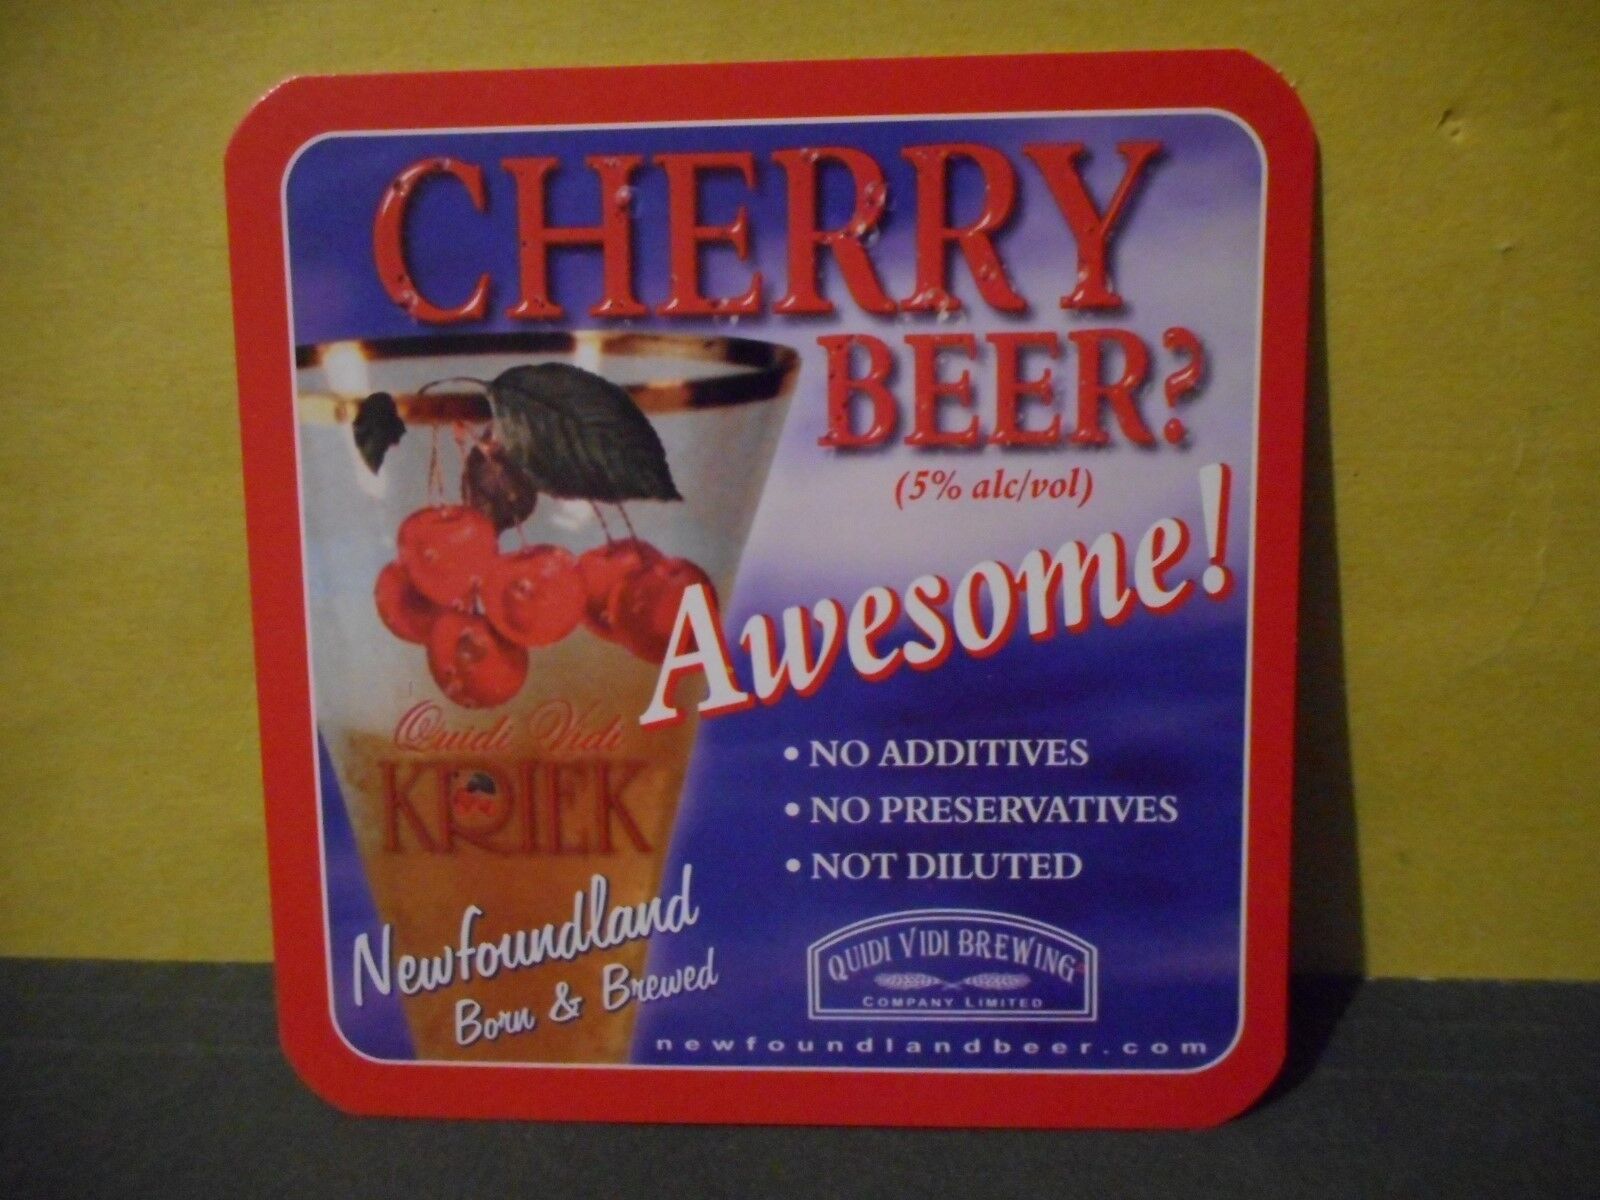 CHERRY
BEER?
(5% alc/vol)
Awesome!
Quidi Vidi
KRIEK
• NO ADDITIVES
• NO PRESERVATIVES
• NOT DILUTED
Newfoundland
Born & Brewed
QUIDI VIDI BREWING
COMPANY LIMITED
newfoundlandbeer.com